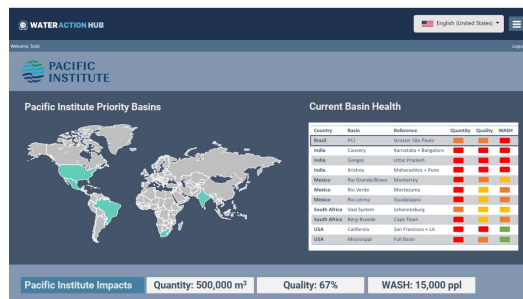 WATER ACTION HUB
English (United States)
Welcome, Todd
PACIFIC
INSTITUTE
Pacific Institute Priority Basins
Current Basin Health
Country Basin Reference Quantity Quality WASH
Brazil PCJ Greater São Paulo
India Cauvery Karnataka + Bangalore
India Ganges Uttar Pradesh
India Krishna Maharashtra + Pune
Mexico Rio Grande/Bravo Monterrey
Mexico Rio Verde Moctezuma
Mexico Rio Lerma Guadalajara
South Africa Vaal System Johannesburg
South Africa Berg-Breede Cape Town
USA California San Francisco + LA
USA Mississippi Full Basin
Pacific Institute Impacts Quantity: 500,000 m³ Quality: 67% WASH: 15,000 ppl